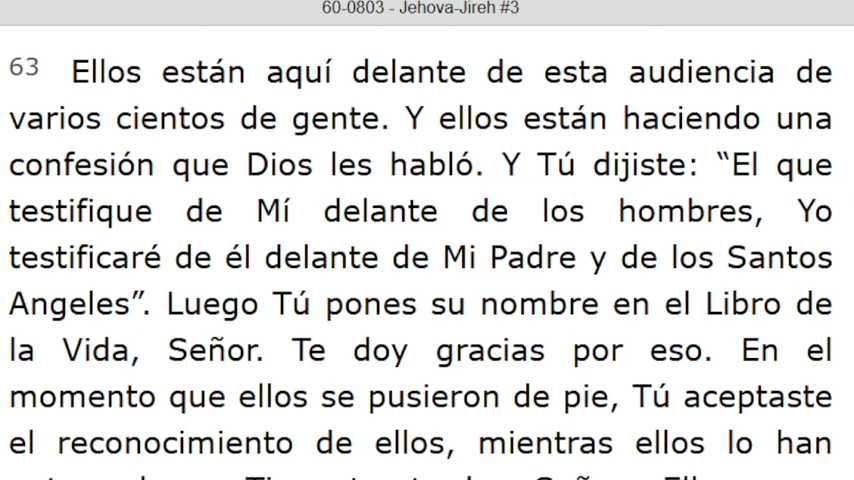 60-0803 - Jehova-Jireh #3
63 Ellos están aquí delante de esta audiencia de
varios cientos de gente. Y ellos están haciendo una
confesión que Dios les habló. Y Tú dijiste: “El que
testifique de Mí delante de los hombres, Yo
testificaré de él delante de Mi Padre y de los Santos
Angeles”. Luego Tú pones su nombre en el Libro de
la Vida, Señor. Te doy gracias por eso. En el
momento que ellos se pusieron de pie, Tú aceptaste
el reconocimiento de ellos, mientras ellos lo han